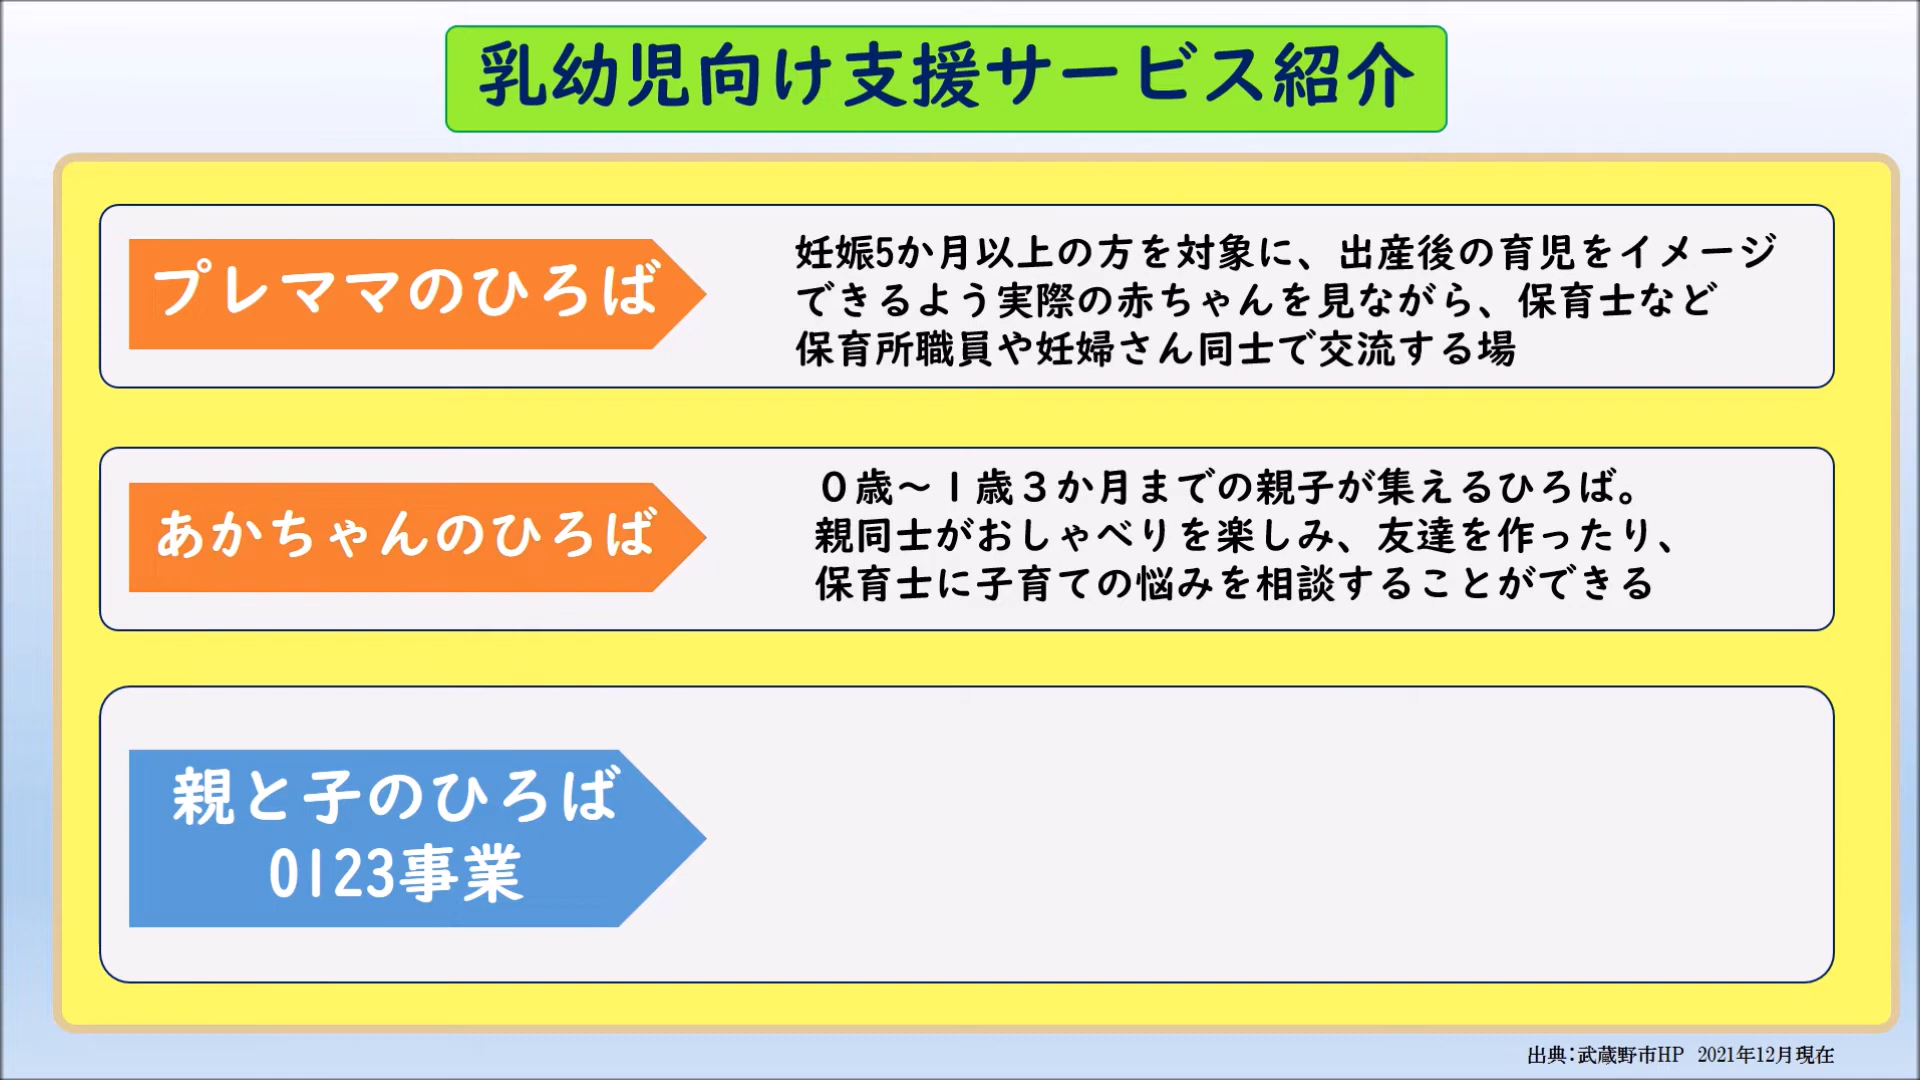 乳幼児向け支援サービス紹介
プレママのひろば
妊娠5か月以上の方を対象に、出産後の育児をイメージ
できるよう実際の赤ちゃんを見ながら、保育士など
保育所職員や妊婦さん同士で交流する場
あかちゃんのひろば
０歳～１歳３か月までの親子が集えるひろば。
親同士がおしゃべりを楽しみ、友達を作ったり、
保育士に子育ての悩みを相談することができる
親と子のひろば
0123事業
出典：武蔵野市HP　2021年12月現在